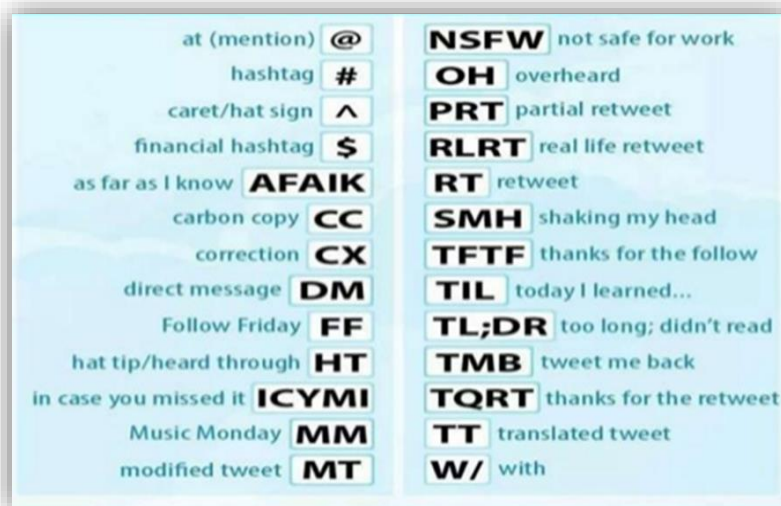 at (mention) @
hashtag #
caret/hat sign ^
financial hashtag $
as far as I know AFAIK
carbon copy CC
correction CX
direct message DM
Follow Friday FF
hat tip/heard through HT
in case you missed it ICYMI
Music Monday MM
modified tweet MT
NSFW not safe for work
OH overheard
PRT partial retweet
RLRT real life retweet
RT retweet
SMH shaking my head
TFTF thanks for the follow
TIL today I learned...
TL;DR too long; didn't read
TMB tweet me back
TQRT thanks for the retweet
TT translated tweet
W/ with